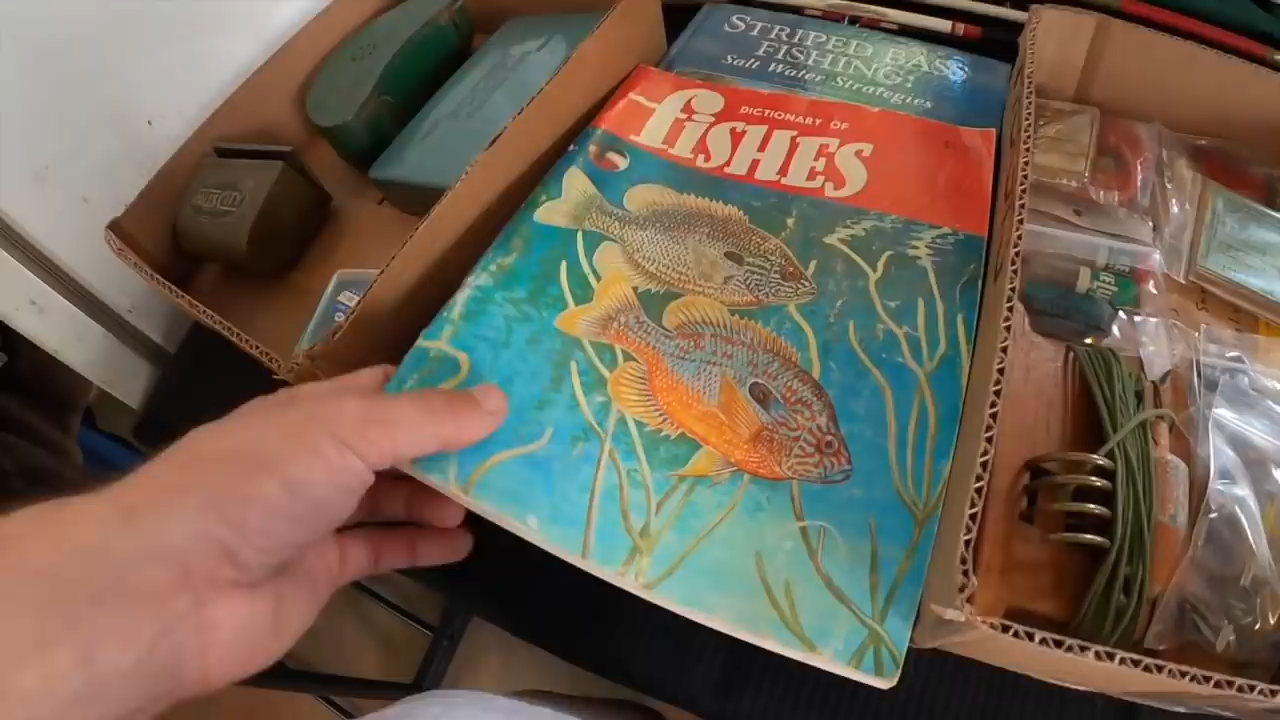 STRIPED BASS
FISHING:
Salt Water Strategies
DICTIONARY OF
fiSHES